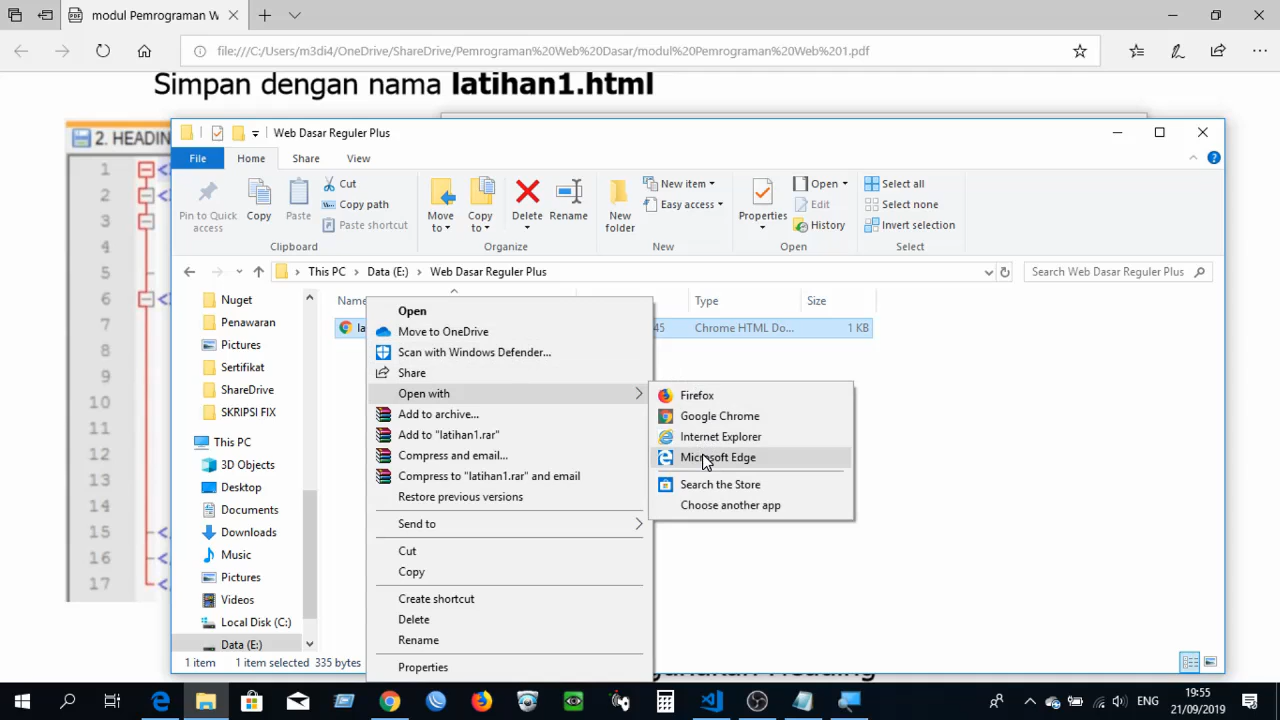 modul Pemrograman W
file:///C:/Users/m3di4/OneDrive/ShareDrive/Pemrograman%20Web%20Dasar/modul%20Pemrograman%20Web%201.pdf
Simpan dengan nama latihan1.html
2. HEADIN
Web Dasar Reguler Plus
File Home Share View
Pin to Quick access
Copy
Paste
Cut
Copy path
Paste shortcut
Clipboard
Move to
Copy to
Delete
Rename
Organize
New folder
New item
Easy access
New
Properties
Open
Edit
History
Open
Select all
Select none
Invert selection
Select
This PC > Data (E:) > Web Dasar Reguler Plus
Search Web Dasar Reguler Plus
Name Type Size
45 Chrome HTML Do... 1 KB
Nuget
Penawaran
Pictures
Sertifikat
ShareDrive
SKRIPSI FIX
This PC
3D Objects
Desktop
Documents
Downloads
Music
Pictures
Videos
Local Disk (C:)
Data (E:)
Open
Move to OneDrive
Scan with Windows Defender...
Share
Open with
Add to archive...
Add to "latihan1.rar"
Compress and email...
Compress to "latihan1.rar" and email
Restore previous versions
Send to
Cut
Copy
Create shortcut
Delete
Rename
Properties
Firefox
Google Chrome
Internet Explorer
Microsoft Edge
Search the Store
Choose another app
1
2
3
4
5
6
7
8
9
10
11
12
13
14
15
16
17
1 item 1 item selected 335 bytes
ENG
19:55
21/09/2019